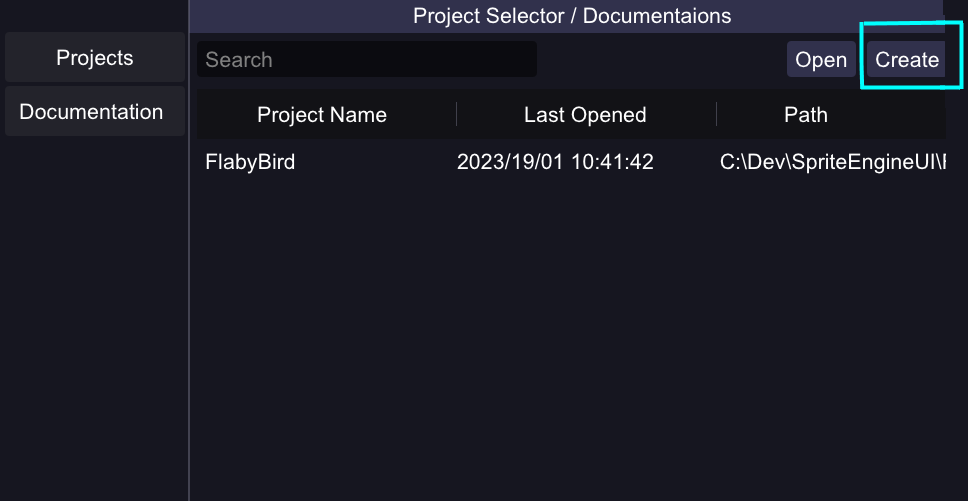 Project Selector / Documentaions
Projects
Documentation
Search
Open
Create
Project Name
Last Opened
Path
FlabyBird
2023/19/01 10:41:42
C:\Dev\SpriteEngineUI\